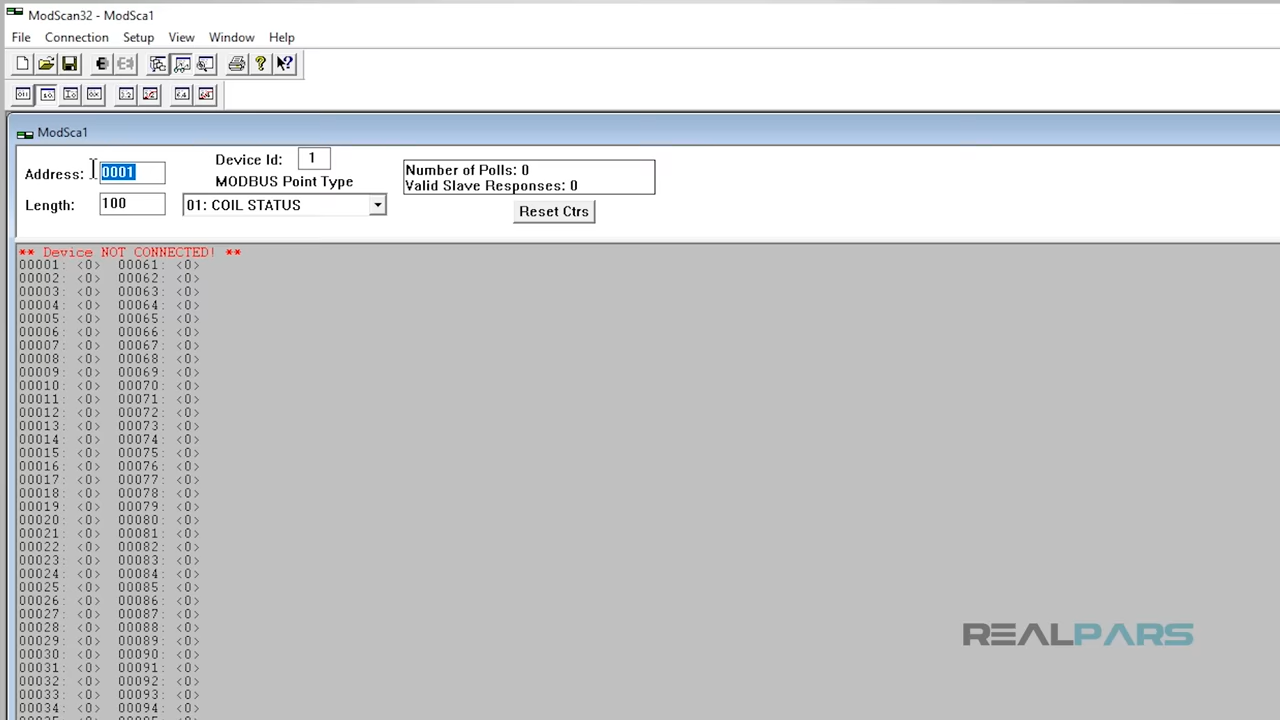 ModScan32 - ModSca1
File Connection Setup View Window Help
ModSca1
Address: 0001
Device Id: 1
Number of Polls: 0
MODBUS Point Type
Valid Slave Responses: 0
Length: 100
01: COIL STATUS
Reset Ctrs
** Device NOT CONNECTED! **
00001: <0> 00061: <0>
00002: <0> 00062: <0>
00003: <0> 00063: <0>
00004: <0> 00064: <0>
00005: <0> 00065: <0>
00006: <0> 00066: <0>
00007: <0> 00067: <0>
00008: <0> 00068: <0>
00009: <0> 00069: <0>
00010: <0> 00070: <0>
00011: <0> 00071: <0>
00012: <0> 00072: <0>
00013: <0> 00073: <0>
00014: <0> 00074: <0>
00015: <0> 00075: <0>
00016: <0> 00076: <0>
00017: <0> 00077: <0>
00018: <0> 00078: <0>
00019: <0> 00079: <0>
00020: <0> 00080: <0>
00021: <0> 00081: <0>
00022: <0> 00082: <0>
00023: <0> 00083: <0>
00024: <0> 00084: <0>
00025: <0> 00085: <0>
00026: <0> 00086: <0>
00027: <0> 00087: <0>
00028: <0> 00088: <0>
00029: <0> 00089: <0>
00030: <0> 00090: <0>
00031: <0> 00091: <0>
00032: <0> 00092: <0>
00033: <0> 00093: <0>
00034: <0> 00094: <0>
REALPARS